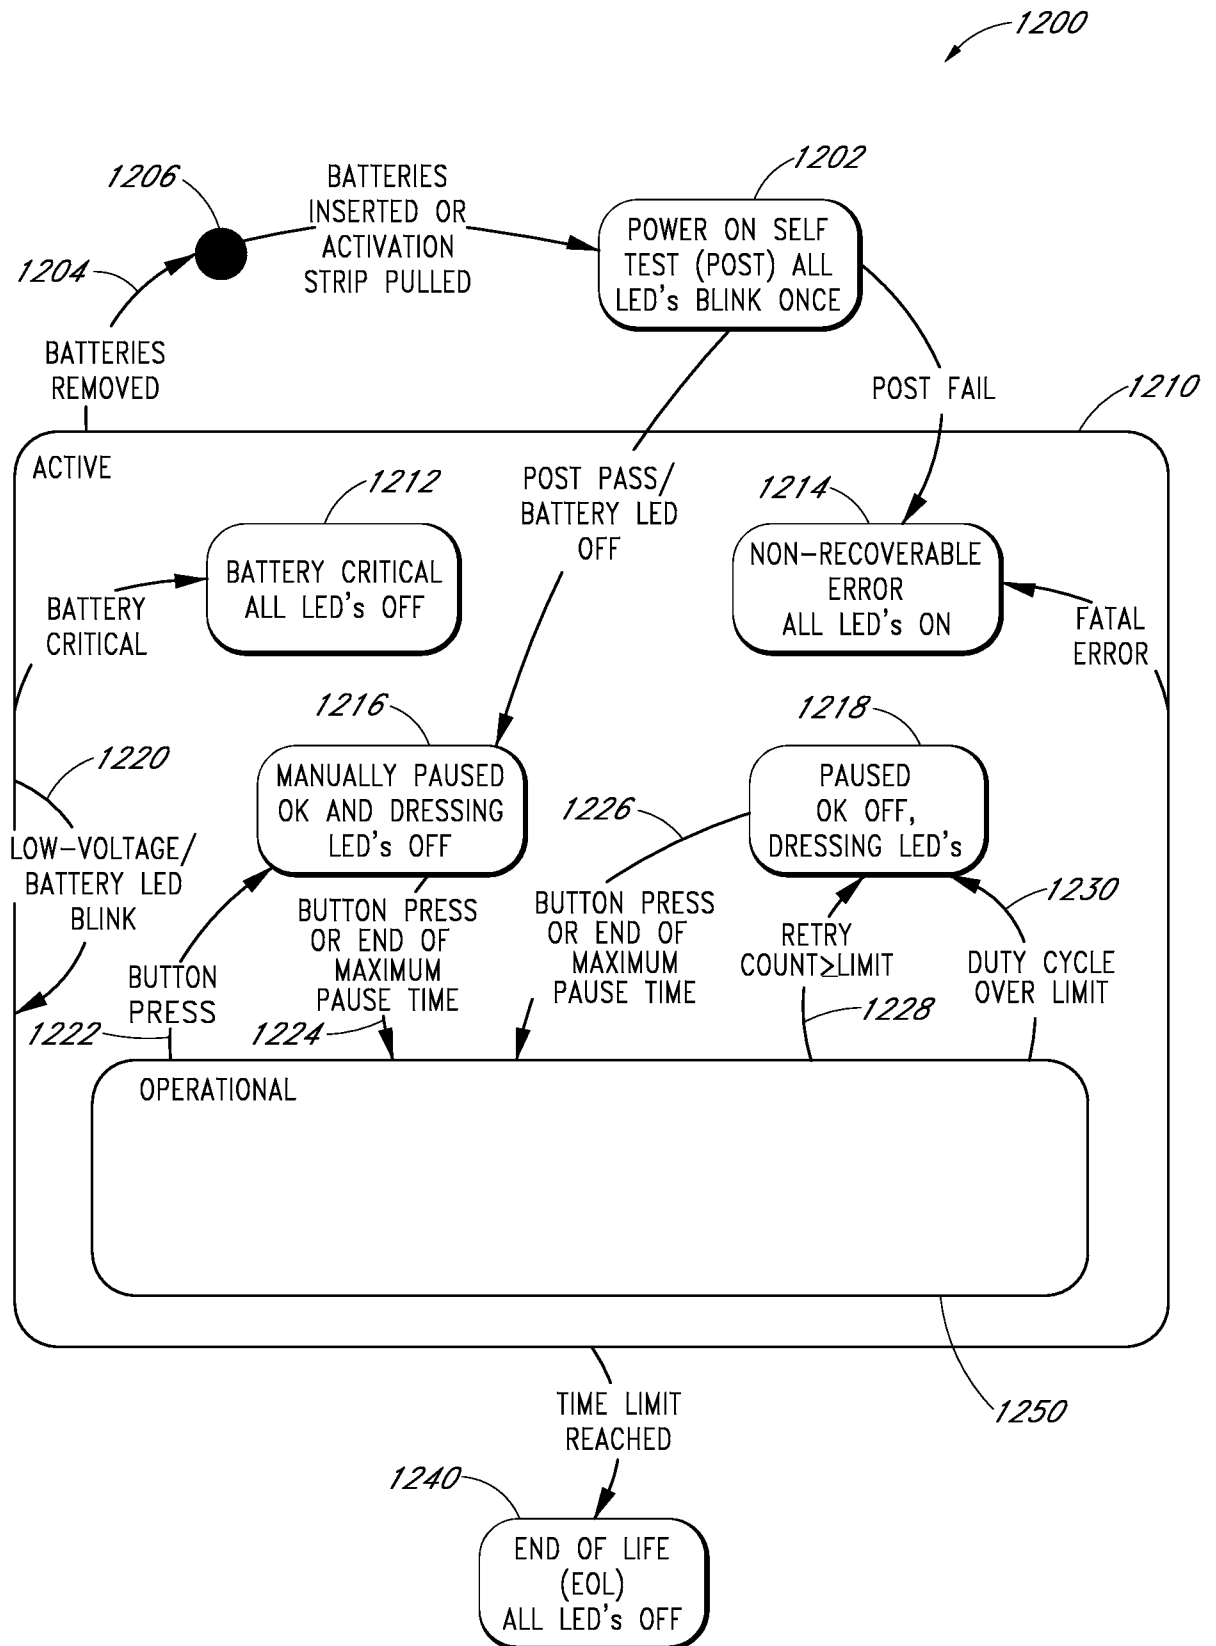 1200
1206
BATTERIES
INSERTED OR
ACTIVATION
STRIP PULLED
1202
POWER ON SELF
TEST (POST) ALL
LED's BLINK ONCE
1204
BATTERIES
REMOVED
POST FAIL
1210
ACTIVE
1212
BATTERY CRITICAL
ALL LED's OFF
POST PASS/
BATTERY LED
OFF
1214
NON-RECOVERABLE
ERROR
ALL LED's ON
BATTERY
CRITICAL
FATAL
ERROR
1216
MANUALLY PAUSED
OK AND DRESSING
LED's OFF
1218
PAUSED
OK OFF,
DRESSING LED's
1220
LOW-VOLTAGE/
BATTERY LED
BLINK
1226
1230
BUTTON
PRESS
1222
BUTTON PRESS
OR END OF
MAXIMUM
PAUSE TIME
1224
BUTTON PRESS
OR END OF
MAXIMUM
PAUSE TIME
RETRY
COUNT≥LIMIT
1228
DUTY CYCLE
OVER LIMIT
OPERATIONAL
1250
TIME LIMIT
REACHED
1240
END OF LIFE
(EOL)
ALL LED's OFF